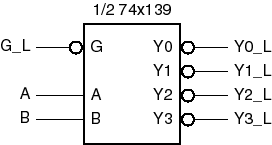 1/2 74x139
G_L G Y0 Y0_L
Y1 Y1_L
A A Y2 Y2_L
B B Y3 Y3_L